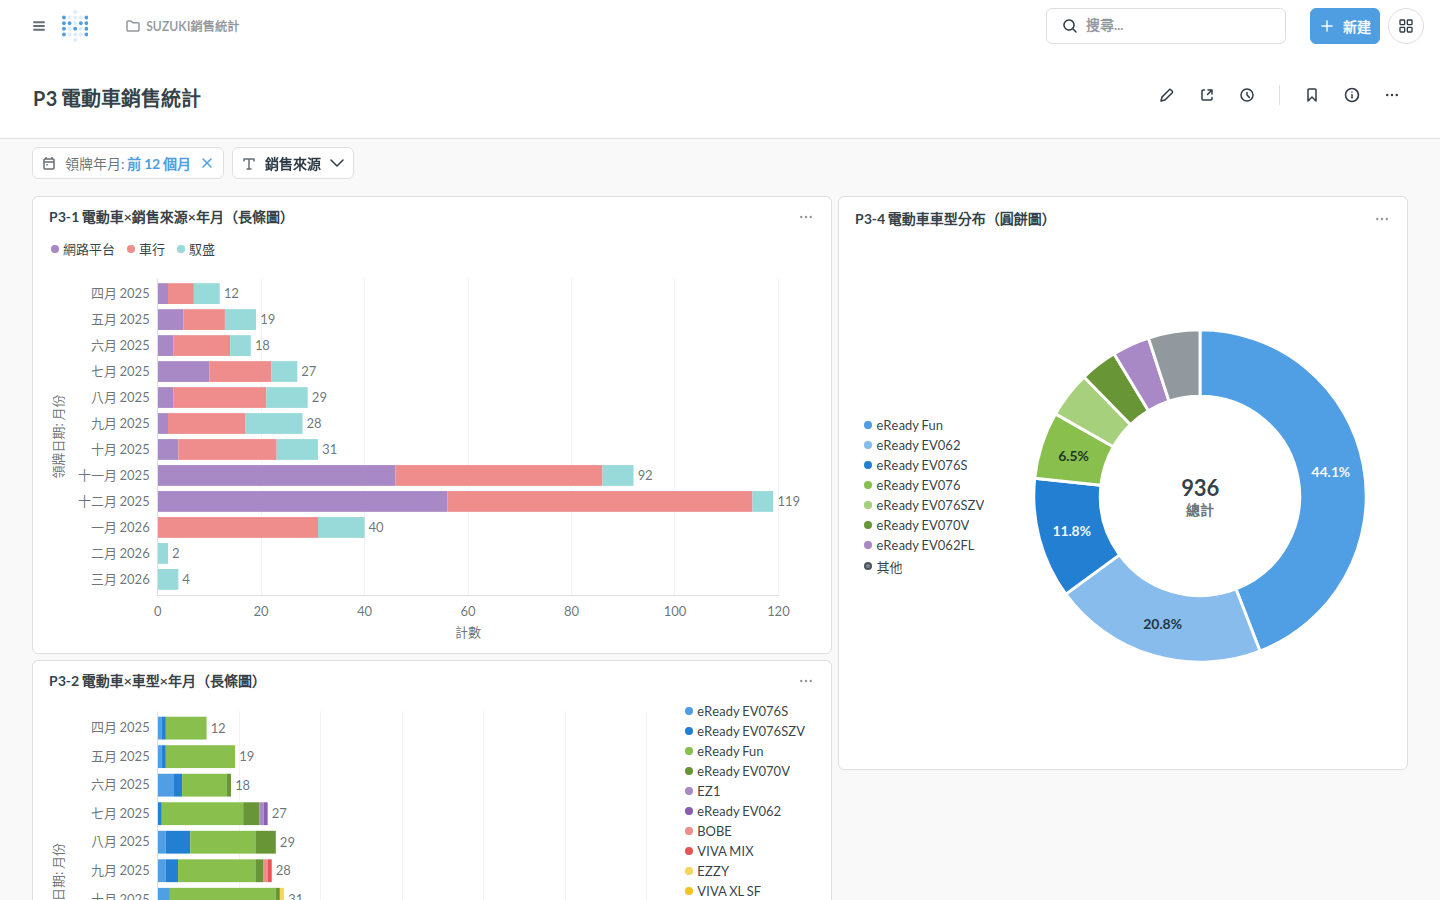 SUZUKI銷售統計
搜尋...
新建
P3 電動車銷售統計
領牌年月: 前 12 個月
銷售來源
P3-1 電動車×銷售來源×年月（長條圖）
網路平台 車行 馭盛
四月 2025 12
五月 2025 19
六月 2025 18
七月 2025 27
八月 2025 29
九月 2025 28
十月 2025 31
十一月 2025 92
十二月 2025 119
一月 2026 40
二月 2026 2
三月 2026 4
領牌日期: 月份
0 20 40 60 80 100 120
計數
P3-4 電動車車型分布（圓餅圖）
eReady Fun
eReady EV062
eReady EV076S
eReady EV076
eReady EV076SZV
eReady EV070V
eReady EV062FL
其他
44.1%
20.8%
11.8%
6.5%
936
總計
P3-2 電動車×車型×年月（長條圖）
四月 2025 12
五月 2025 19
六月 2025 18
七月 2025 27
八月 2025 29
九月 2025 28
十月 2025 31
日期: 月份
eReady EV076S
eReady EV076SZV
eReady Fun
eReady EV070V
EZ1
eReady EV062
BOBE
VIVA MIX
EZZY
VIVA XL SF